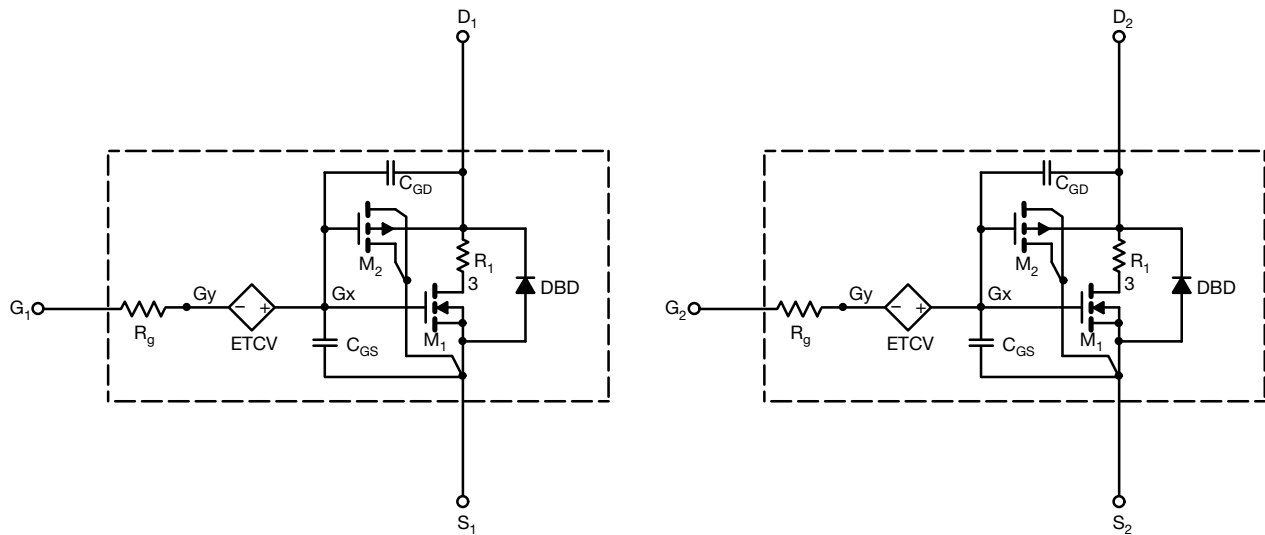 D1
CGD
M2
R1
3
DBD
G1
Rg
Gy
−
+
ETCV
Gx
M1
CGS
S1
D2
CGD
M2
R1
3
DBD
G2
Rg
Gy
−
+
ETCV
Gx
M1
CGS
S2